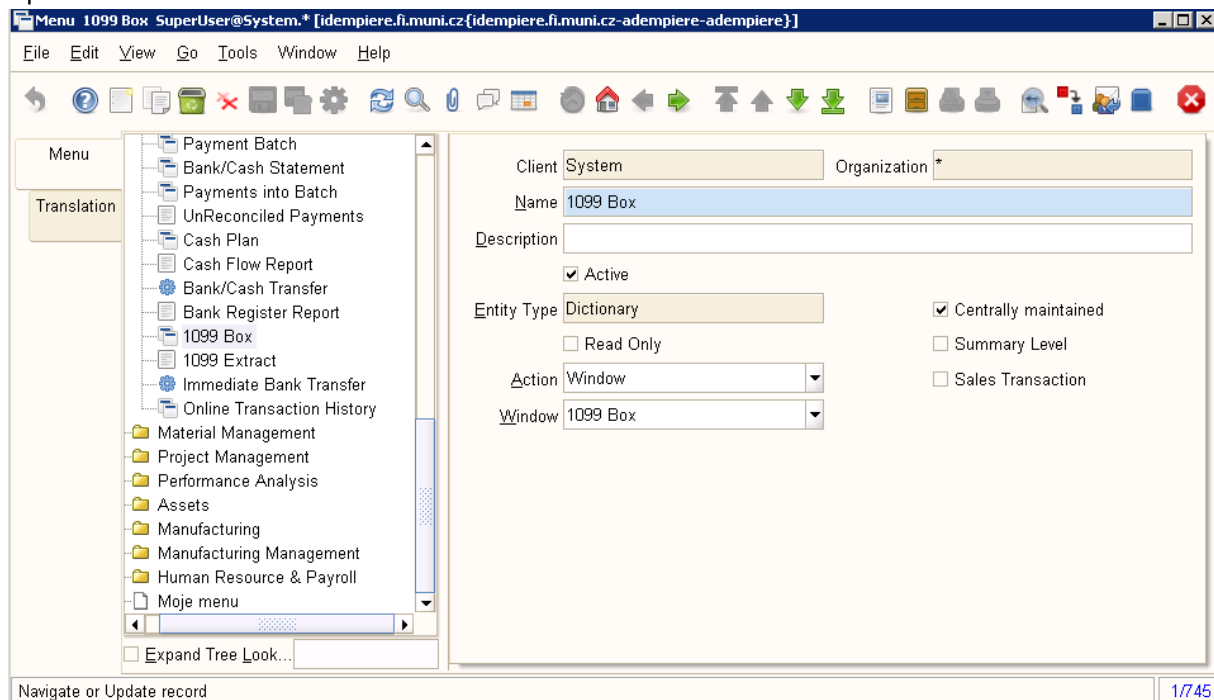 Menu 1099 Box SuperUser@System.* [idempiere.fi.muni.cz{idempiere.fi.muni.cz-adempiere-adempiere}]
File Edit View Go Tools Window Help
Menu
Translation
Payment Batch
Bank/Cash Statement
Payments into Batch
UnReconciled Payments
Cash Plan
Cash Flow Report
Bank/Cash Transfer
Bank Register Report
1099 Box
1099 Extract
Immediate Bank Transfer
Online Transaction History
Material Management
Project Management
Performance Analysis
Assets
Manufacturing
Manufacturing Management
Human Resource & Payroll
Moje menu
Expand Tree Look...
Client System Organization *
Name 1099 Box
Description
Active
Entity Type Dictionary Centrally maintained
Read Only Summary Level
Action Window Sales Transaction
Window 1099 Box
Navigate or Update record 1/745